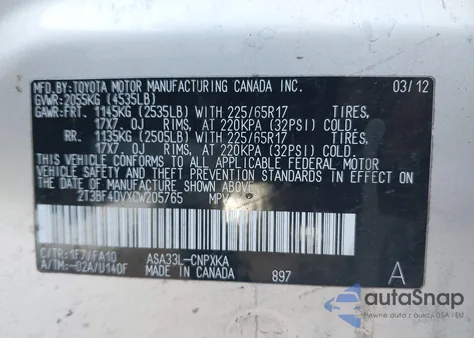 MFD.BY:TOYOTA MOTOR MANUFACTURING CANADA INC. 03/12
GVWR:2055KG (4535LB)
GAWR:FRT. 1145KG (2535LB) WITH 225/65R17 TIRES,
17X7. 0J RIMS, AT 220KPA (32PSI) COLD.
RR. 1135KG (2505LB) WITH 225/65R17 TIRES,
17X7. 0J RIMS, AT 220KPA (32PSI) COLD.
THIS VEHICLE CONFORMS TO ALL APPLICABLE FEDERAL MOTOR
VEHICLE SAFETY STANDARDS IN EFFECT ON THE DATE OF
MANUFACTURE SHOWN ABOVE.
2T3BF4DVXCW205765 MPV
C/TR:1F7/FA10 ASA33L-CNPXKA
A/TM:-02A/U140F MADE IN CANADA 897 A
autoSnap
Pewne auto z USA i EU